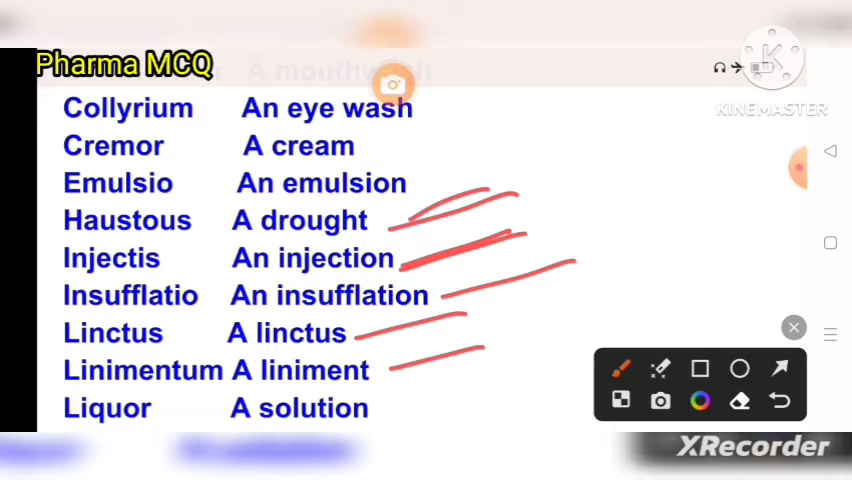 Pharma MCQ
A mouthwash
KINEMASTER
Collyrium An eye wash
Cremor A cream
Emulsio An emulsion
Haustous A drought
Injectis An injection
Insufflatio An insufflation
Linctus A linctus
Linimentum A liniment
Liquor A solution
XRecorder